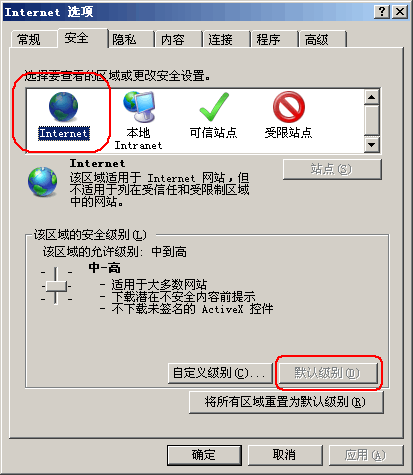 Internet 选项
常规 安全 隐私 内容 连接 程序 高级
选择要查看的区域或更改安全设置。
Internet
本地
Intranet
可信站点
受限站点
Internet
该区域适用于 Internet 网站，但
不适用于列在受信任和受限制区域
中的网站。
站点(S)
该区域的安全级别(L)
该区域的允许级别: 中到高
中-高
- 适用于大多数网站
- 下载潜在不安全内容前提示
- 不下载未签名的 ActiveX 控件
自定义级别(C)... 默认级别(D)
将所有区域重置为默认级别(R)
确定 取消 应用(A)